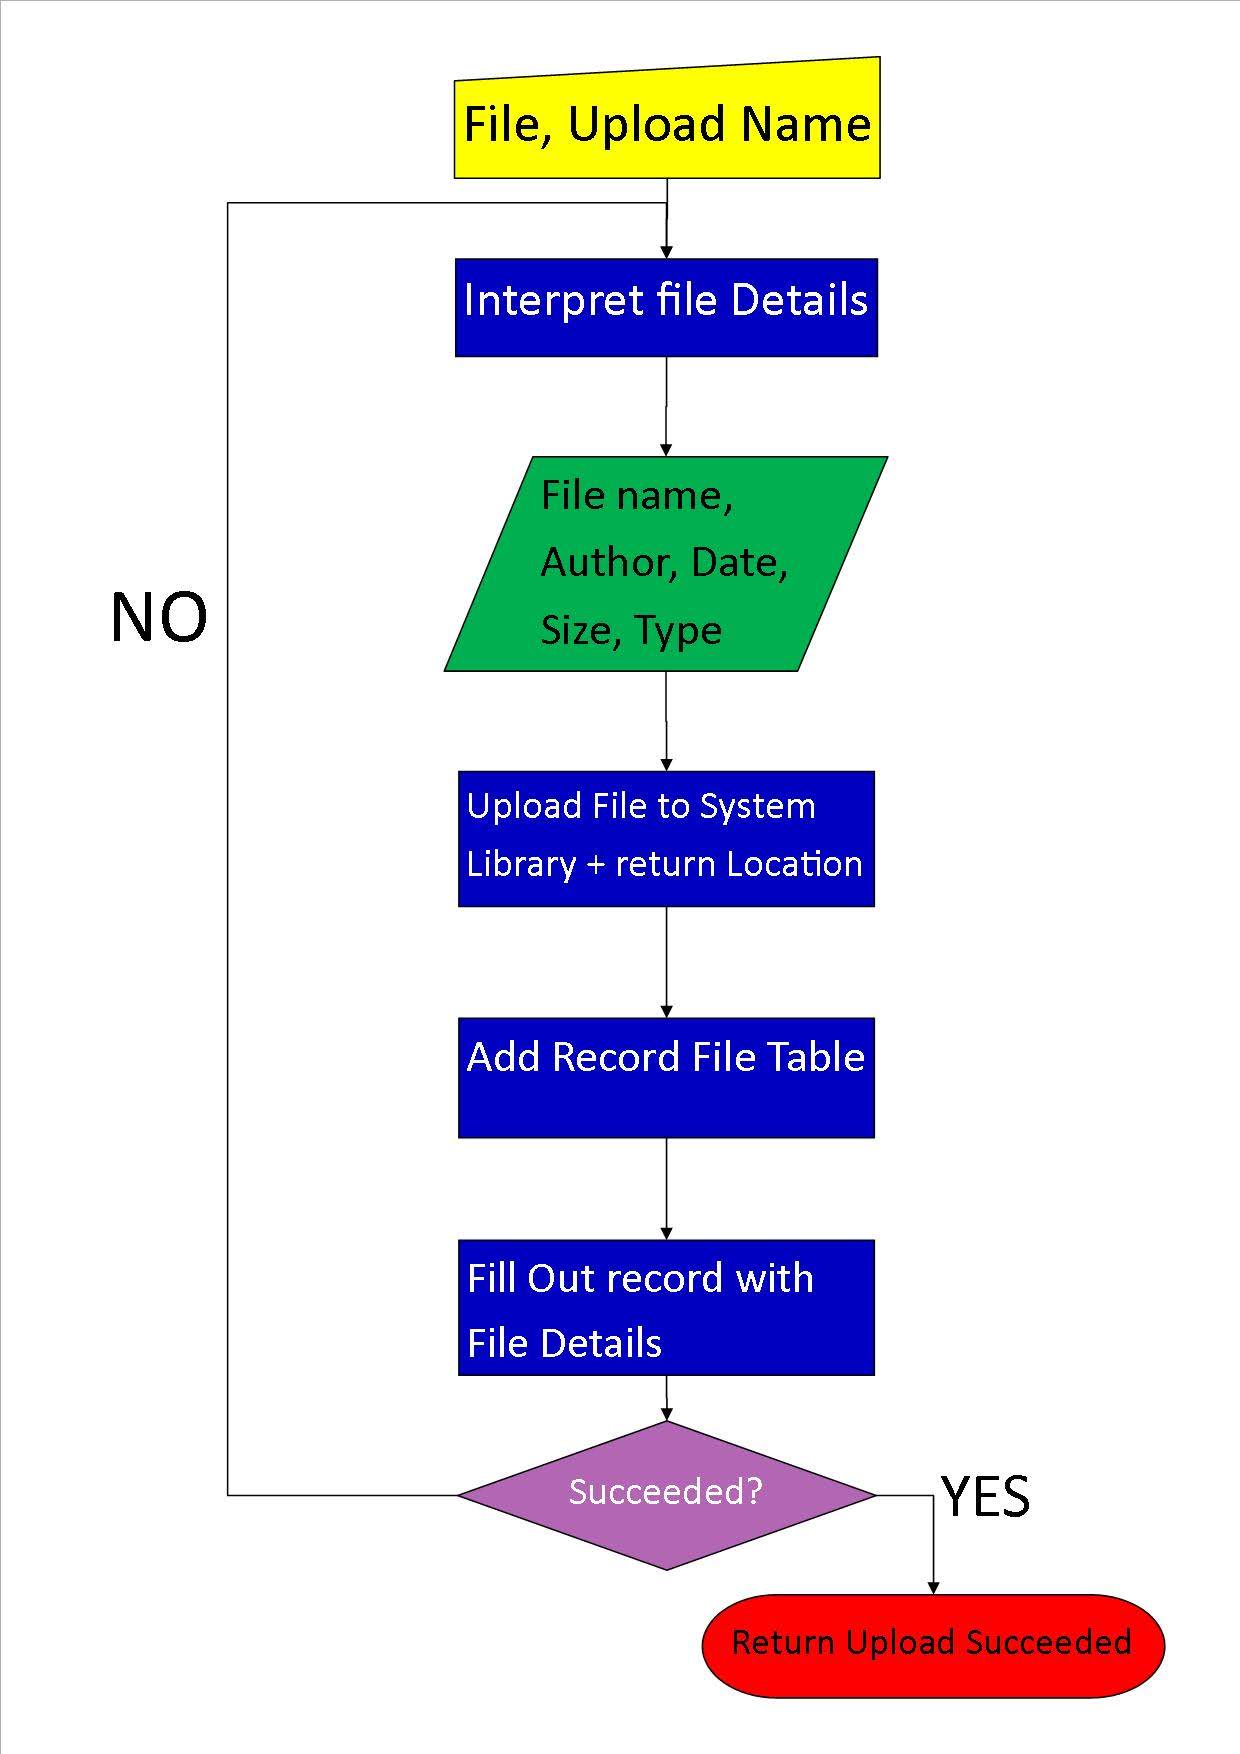 File, Upload Name
Interpret file Details
File name,
Author, Date,
NO
Size, Type
Upload File to System
Library + return Location
Add Record File Table
Fill Out record with
File Details
Succeeded?
YES
Return Upload Succeeded